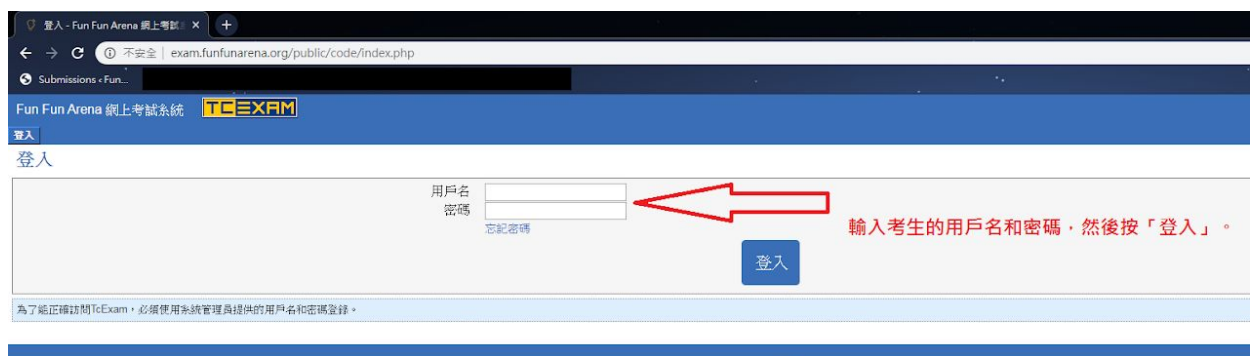 登入 - Fun Fun Arena 網上考試
不安全 | exam.funfunarena.org/public/code/index.php
Submissions ‹ Fun...
Fun Fun Arena 網上考試系統 TCEXAM
登入
登入
用戶名
密碼
忘記密碼
輸入考生的用戶名和密碼，然後按「登入」。
登入
為了能正確訪問TcExam，必須使用系統管理員提供的用戶名和密碼登錄。